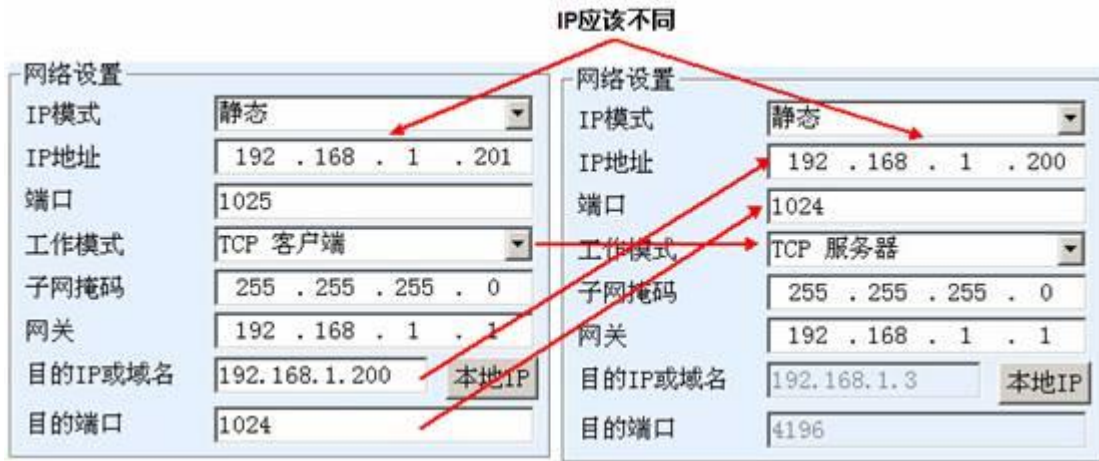 IP应该不同
网络设置
IP模式 静态
IP地址 192 . 168 . 1 . 201
端口 1025
工作模式 TCP 客户端
子网掩码 255 . 255 . 255 . 0
网关 192 . 168 . 1 . 1
目的IP或域名 192.168.1.200 本地IP
目的端口 1024
网络设置
IP模式 静态
IP地址 192 . 168 . 1 . 200
端口 1024
工作模式 TCP 服务器
子网掩码 255 . 255 . 255 . 0
网关 192 . 168 . 1 . 1
目的IP或域名 192.168.1.3 本地IP
目的端口 4196